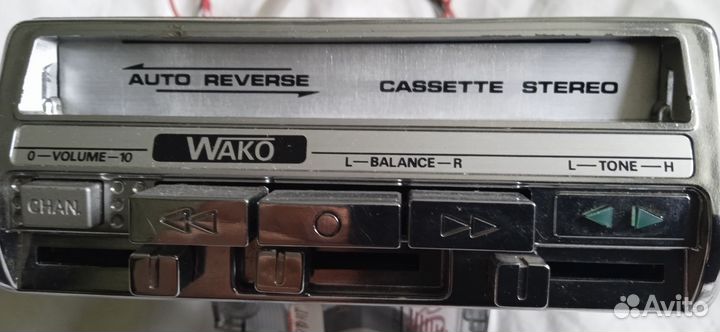 AUTO REVERSE CASSETTE STEREO
0—VOLUME—10 WAKO L—BALANCE—R L—TONE—H
CHAN.
Avito